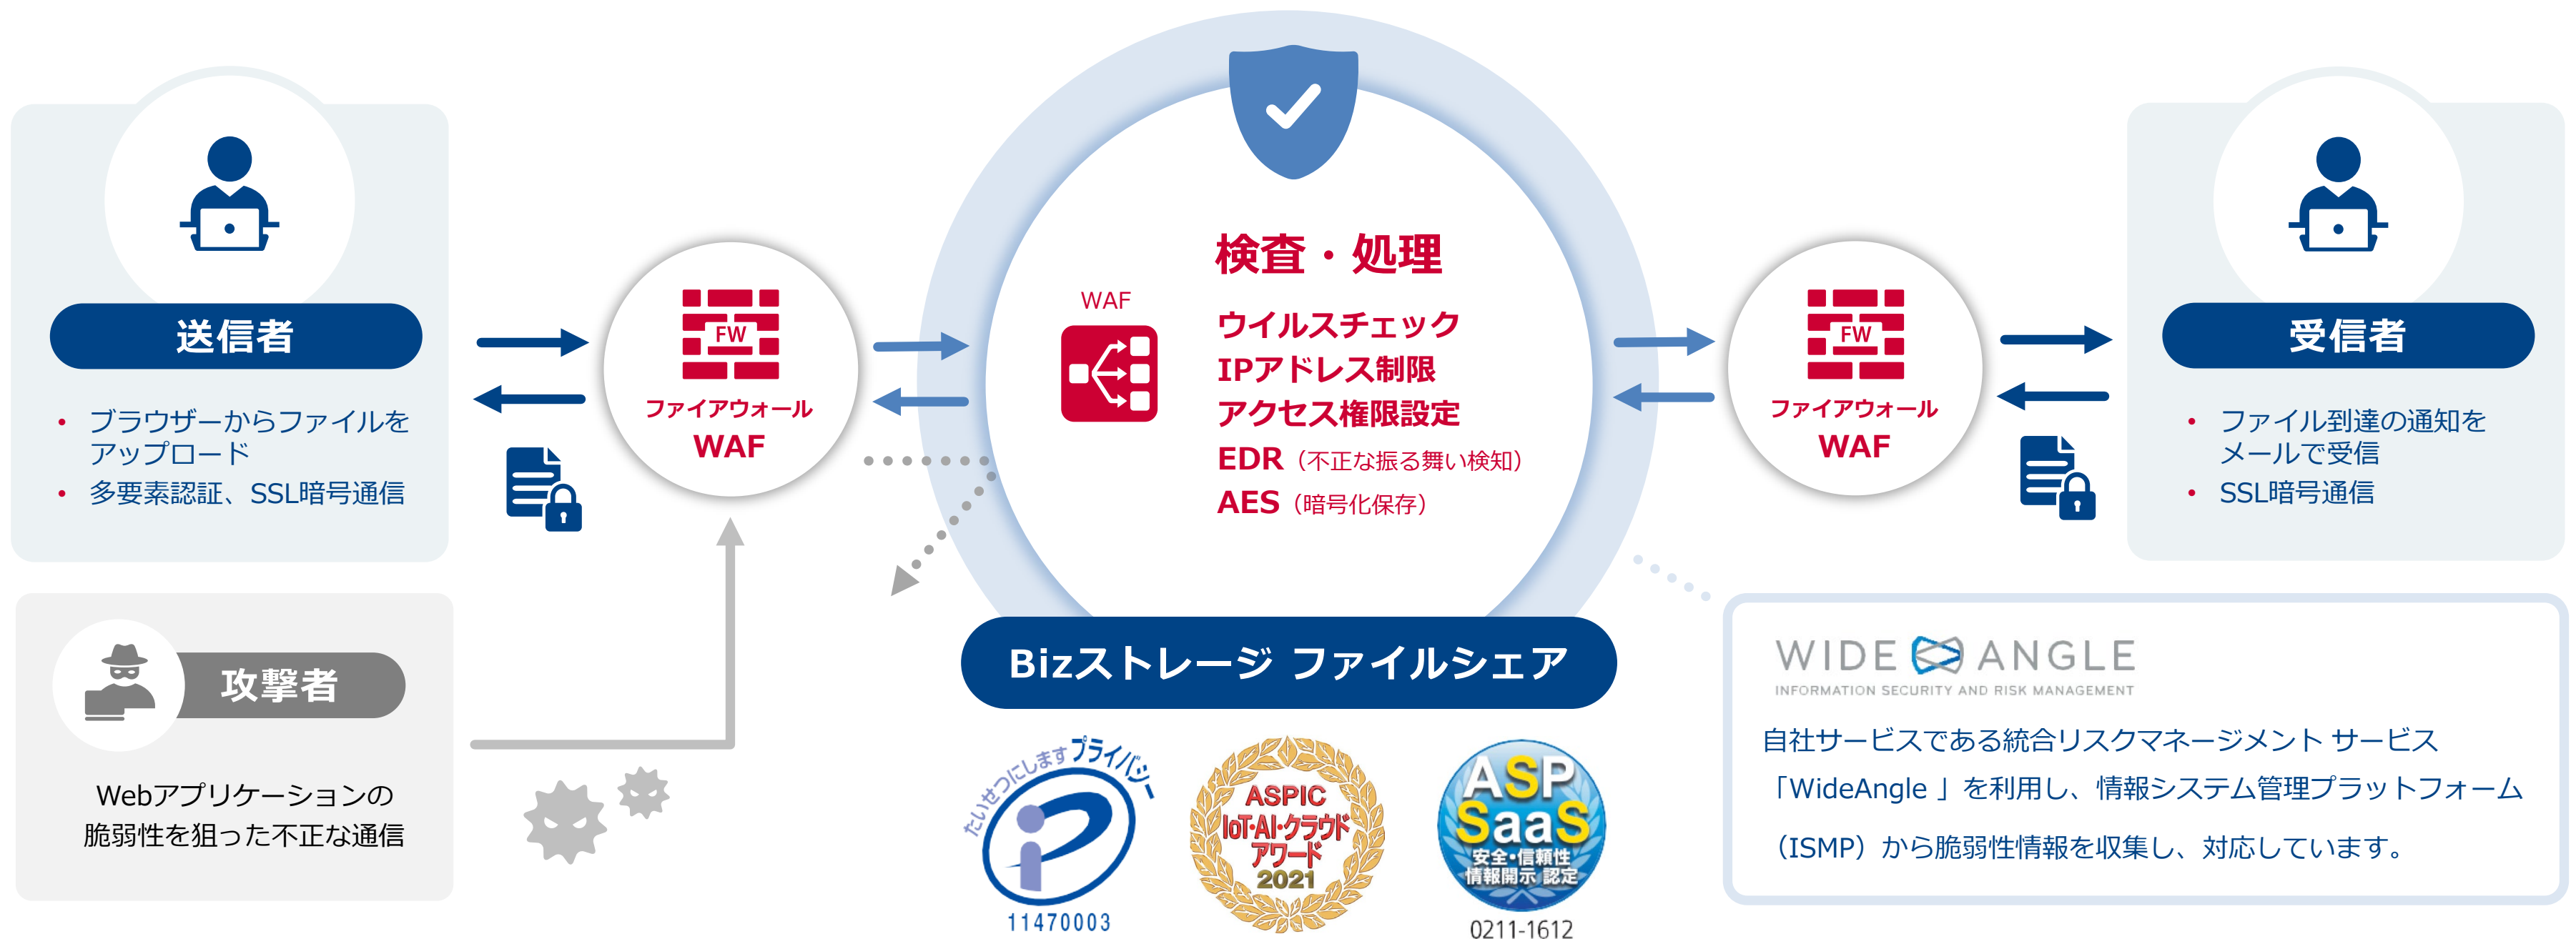 送信者
・ブラウザーからファイルを
アップロード
・多要素認証、SSL暗号通信
FW
ファイアウォール
WAF
検査・処理
WAF
ウイルスチェック
IPアドレス制限
アクセス権限設定
EDR（不正な振る舞い検知）
AES（暗号化保存）
FW
ファイアウォール
WAF
受信者
・ファイル到達の通知を
メールで受信
・SSL暗号通信
攻撃者
Webアプリケーションの
脆弱性を狙った不正な通信
Bizストレージ ファイルシェア
たいせつにしますプライバシー
11470003
ASPIC
IoT・AI・クラウド
アワード
2021
ASP
SaaS
安全・信頼性
情報開示 認定
0211-1612
WIDE ANGLE
INFORMATION SECURITY AND RISK MANAGEMENT
自社サービスである統合リスクマネージメント サービス
「WideAngle 」を利用し、情報システム管理プラットフォーム
（ISMP）から脆弱性情報を収集し、対応しています。